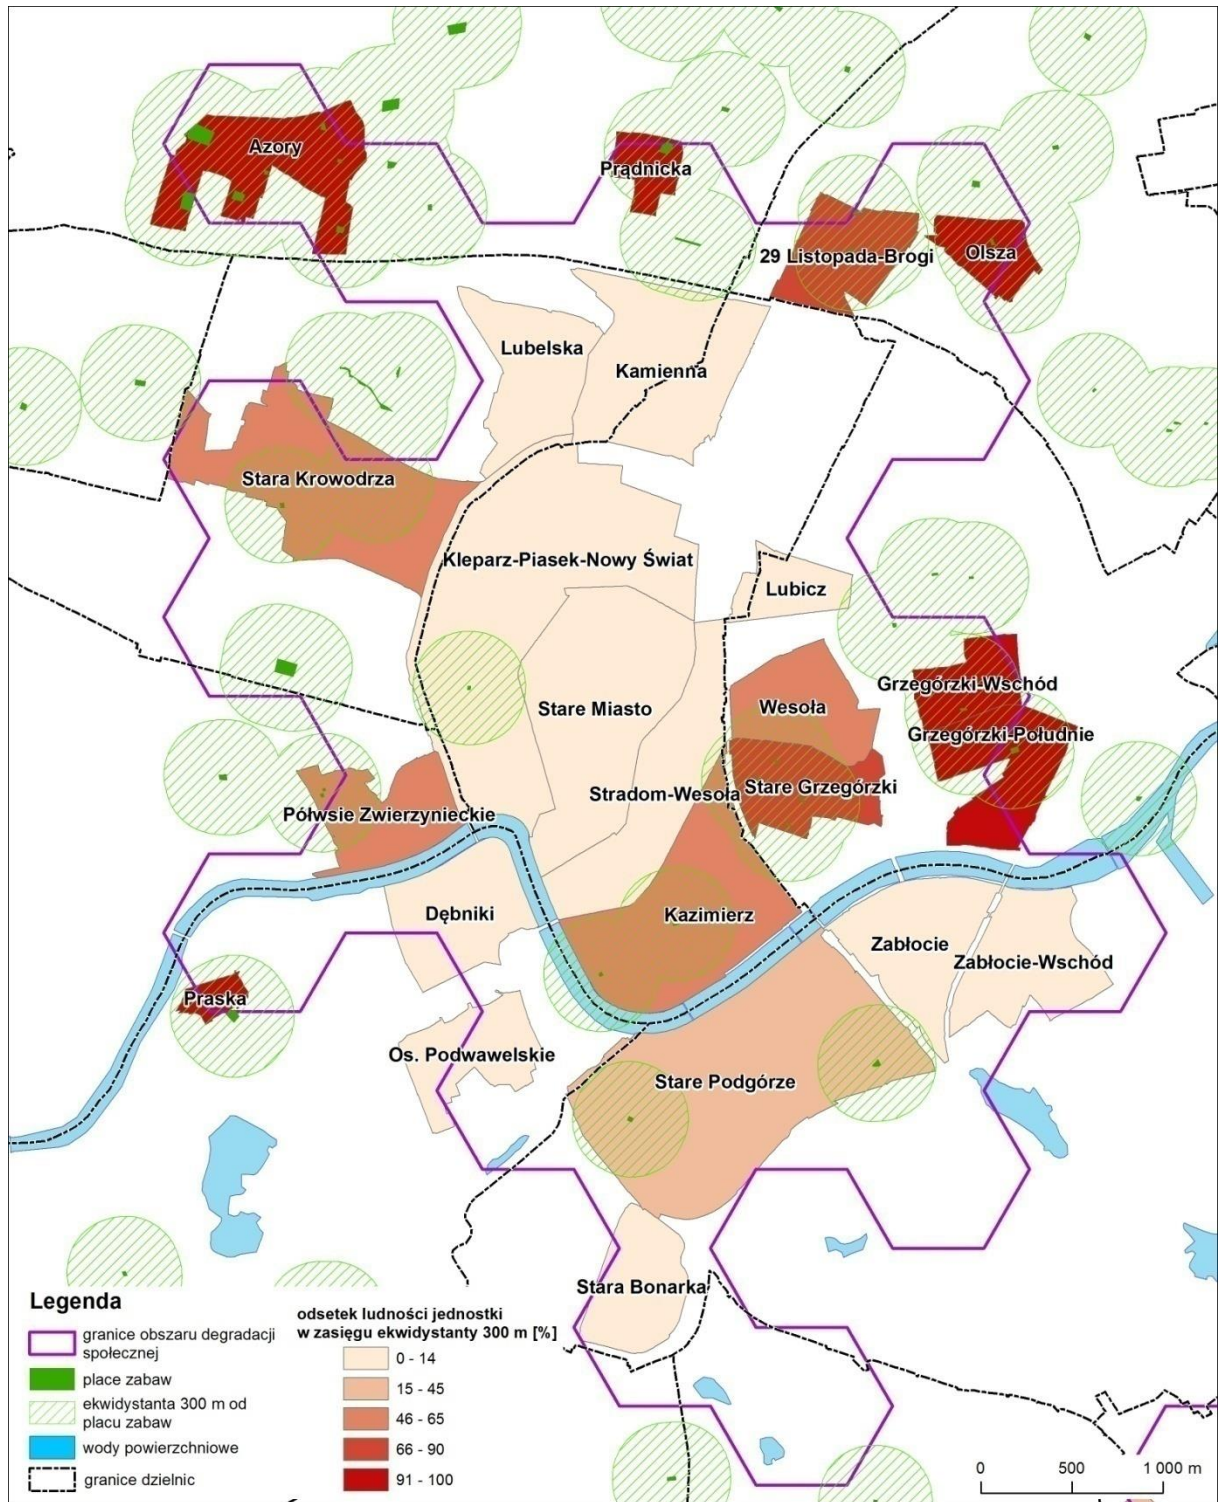 Azory
Prądnicka
29 Listopada-Brogi
Olsza
Lubelska
Kamienna
Stara Krowodrza
Kleparz-Piasek-Nowy Świat
Lubicz
Grzegórzki-Wschód
Stare Miasto
Wesoła
Grzegórzki-Południe
Stradom-Wesoła
Stare Grzegórzki
Półwsie Zwierzynieckie
Dębniki
Kazimierz
Zabłocie
Zabłocie-Wschód
Praska
Os. Podwawelskie
Stare Podgórze
Stara Bonarka
Legenda
granice obszaru degradacji
społecznej
place zabaw
ekwidystanta 300 m od
placu zabaw
wody powierzchniowe
granice dzielnic
odsetek ludności jednostki
w zasięgu ekwidystanty 300 m [%]
0 - 14
15 - 45
46 - 65
66 - 90
91 - 100
0 500 1 000 m